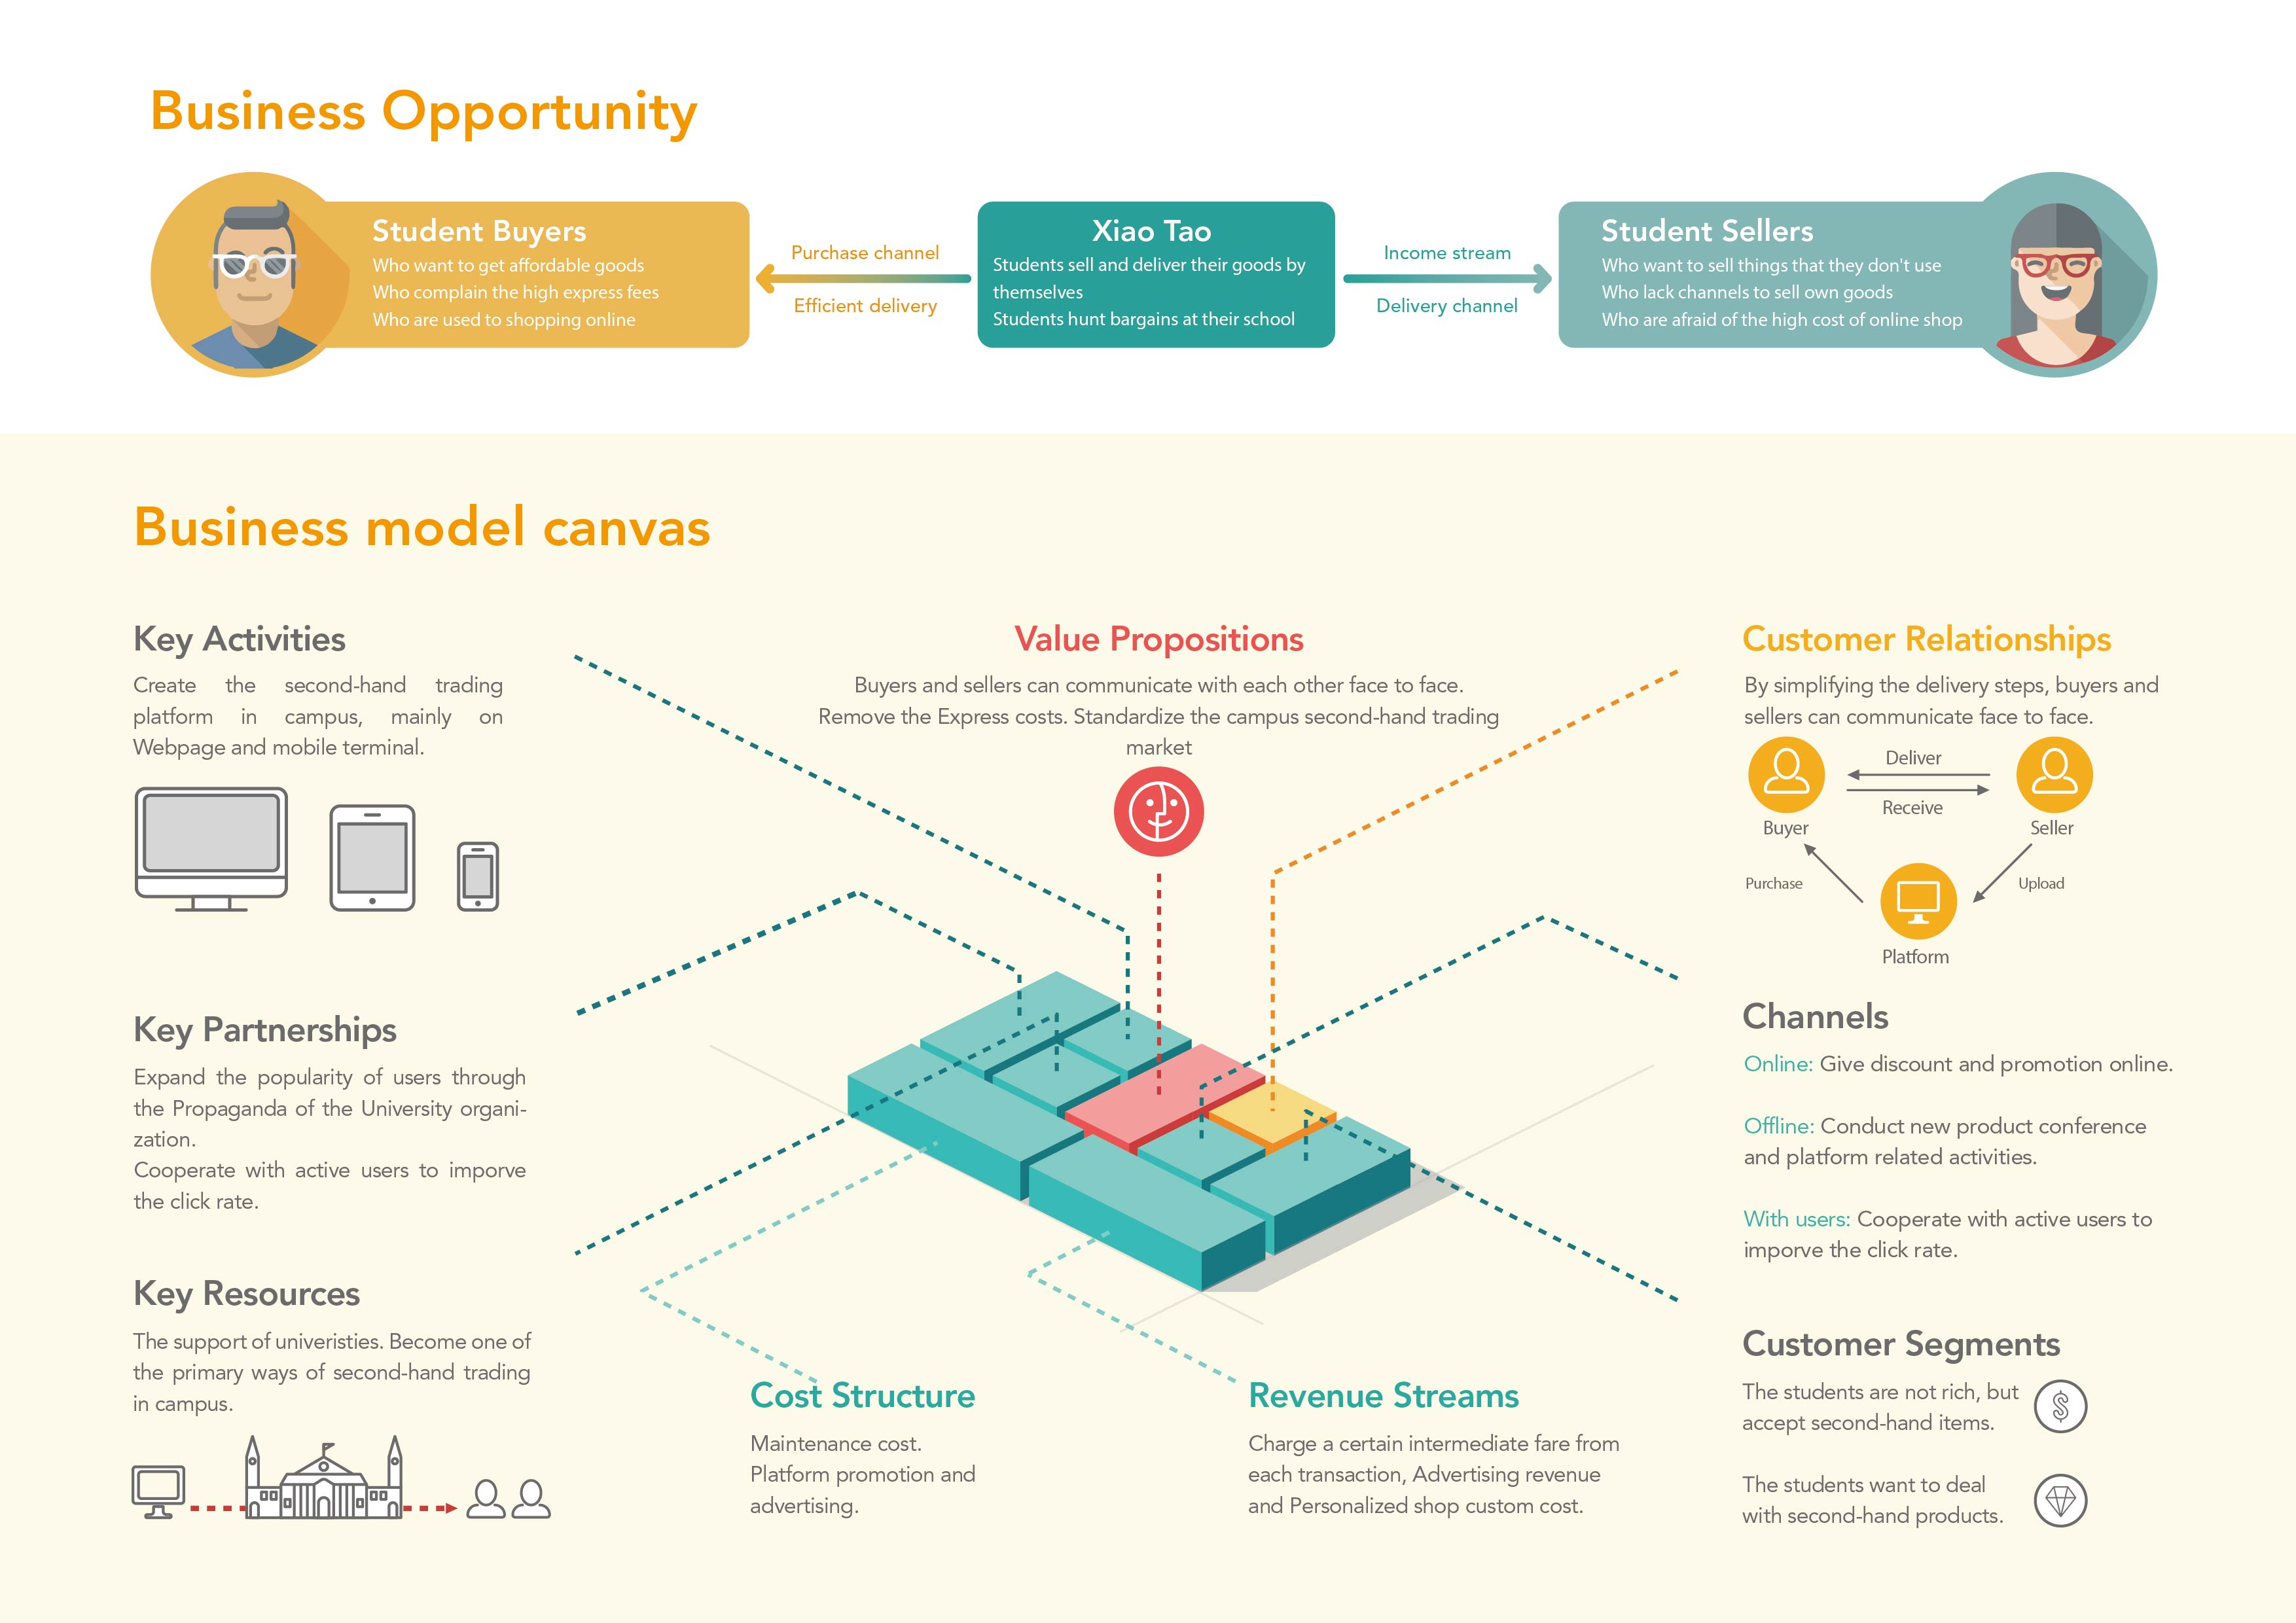 Business Opportunity
Student Buyers
Who want to get affordable goods
Who complain the high express fees
Who are used to shopping online
Purchase channel
Efficient delivery
Xiao Tao
Students sell and deliver their goods by
themselves
Students hunt bargains at their school
Income stream
Delivery channel
Student Sellers
Who want to sell things that they don't use
Who lack channels to sell own goods
Who are afraid of the high cost of online shop
Business model canvas
Key Activities
Create the second-hand trading
platform in campus, mainly on
Webpage and mobile terminal.
Value Propositions
Buyers and sellers can communicate with each other face to face.
Remove the Express costs. Standardize the campus second-hand trading
market
Customer Relationships
By simplifying the delivery steps, buyers and
sellers can communicate face to face.
Deliver
Receive
Buyer
Seller
Purchase
Upload
Platform
Key Partnerships
Expand the popularity of users through
the Propaganda of the University organi-
zation.
Cooperate with active users to imporve
the click rate.
Channels
Online: Give discount and promotion online.
Offline: Conduct new product conference
and platform related activities.
With users: Cooperate with active users to
imporve the click rate.
Key Resources
The support of univeristies. Become one of
the primary ways of second-hand trading
in campus.
Cost Structure
Maintenance cost.
Platform promotion and
advertising.
Revenue Streams
Charge a certain intermediate fare from
each transaction, Advertising revenue
and Personalized shop custom cost.
Customer Segments
The students are not rich, but
accept second-hand items.
$
The students want to deal
with second-hand products.